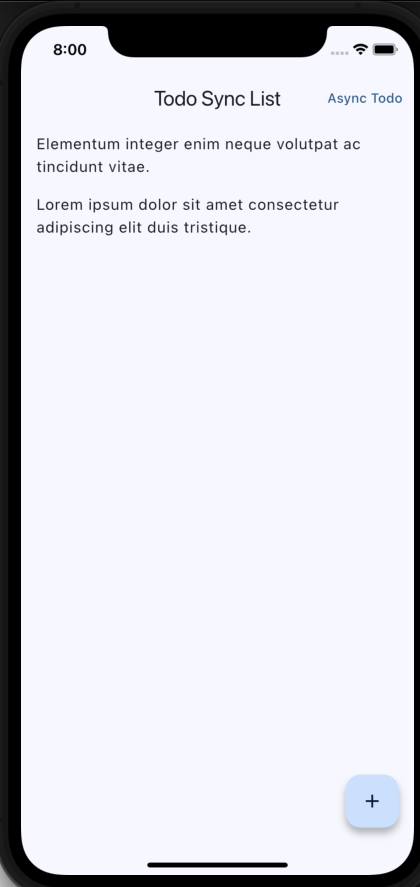 8:00
Todo Sync List
Async Todo
Elementum integer enim neque volutpat ac
tincidunt vitae.
Lorem ipsum dolor sit amet consectetur
adipiscing elit duis tristique.
+